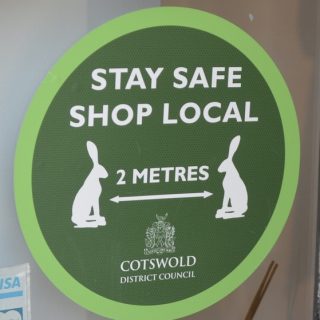 STAY SAFE
SHOP LOCAL
2 METRES
COTSWOLD
DISTRICT COUNCIL